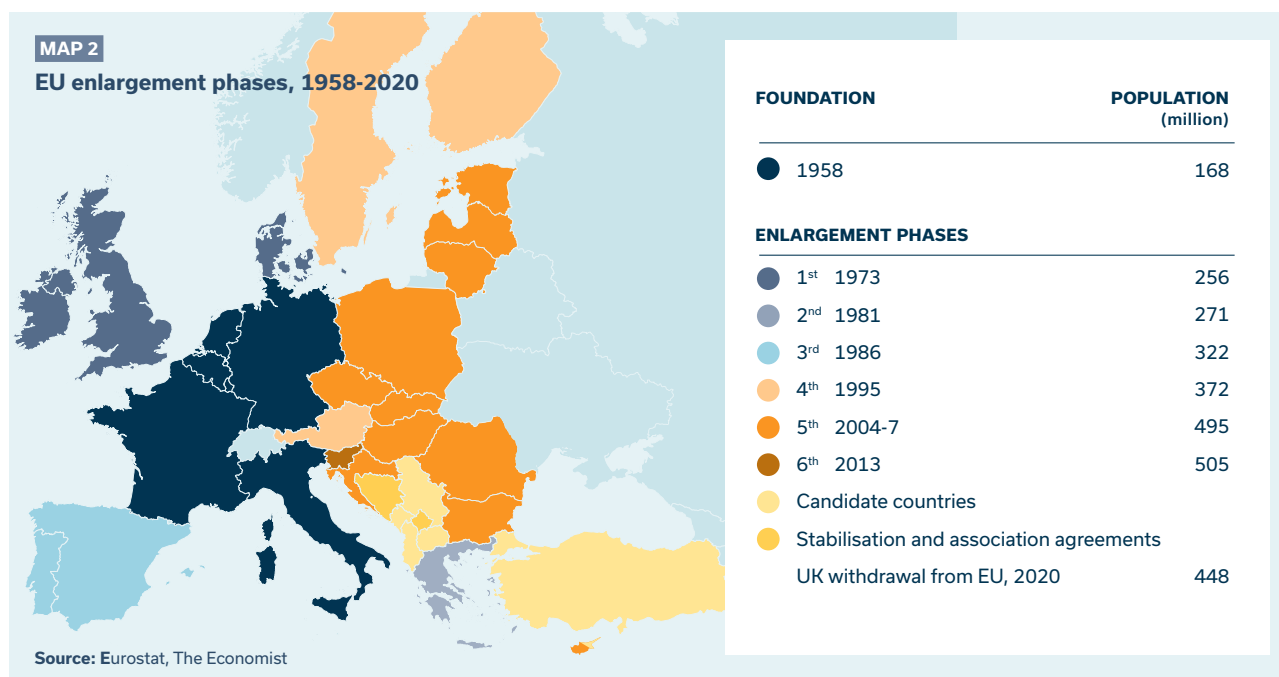 MAP 2
EU enlargement phases, 1958-2020
FOUNDATION POPULATION
(million)
1958 168
ENLARGEMENT PHASES
1st 1973 256
2nd 1981 271
3rd 1986 322
4th 1995 372
5th 2004-7 495
6th 2013 505
Candidate countries
Stabilisation and association agreements
UK withdrawal from EU, 2020 448
Source: Eurostat, The Economist